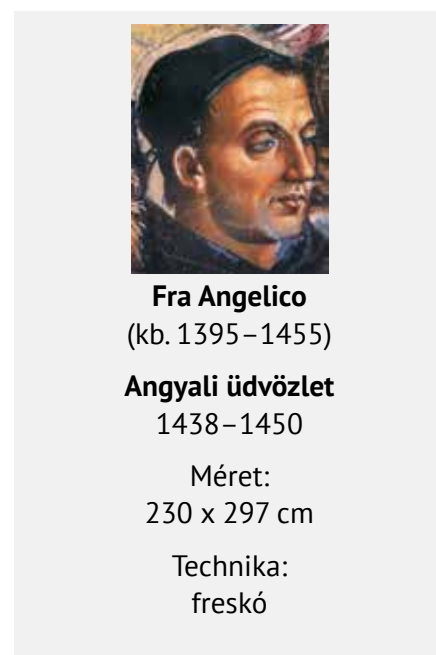 Fra Angelico
(kb. 1395–1455)
Angyali üdvözlet
1438–1450
Méret:
230 x 297 cm
Technika:
freskó